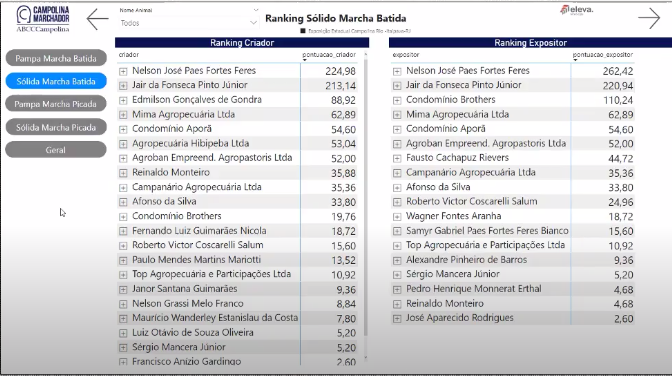 CAMPOLINA
MARCHADOR
ABCCCampolina
Nome Animal
Todos
Ranking Sólido Marcha Batida
eleva.
Ranking Criador
Ranking Expositor
criador pontuacao_criador
expositor pontuacao_expositor
Pampa Marcha Batida
Sólida Marcha Batida
Pampa Marcha Picada
Sólida Marcha Picada
Geral
Nelson José Paes Fortes Feres 224,98
Jair da Fonseca Pinto Júnior 213,14
Edmilson Gonçalves de Gondra 88,92
Mima Agropecuária Ltda 62,89
Condomínio Aporã 54,60
Agropecuária Hibipeba Ltda 53,04
Agroban Empreend. Agropastoris Ltda 52,00
Reinaldo Monteiro 35,88
Campanário Agropecuária Ltda 35,36
Afonso da Silva 33,80
Condomínio Brothers 19,76
Fernando Luiz Guimarães Nicola 18,72
Roberto Victor Coscarelli Salum 15,60
Paulo Mendes Martins Mariotti 13,52
Top Agropecuária e Participações Ltda 10,92
Janor Santana Guimarães 9,36
Nelson Grassi Melo Franco 8,84
Maurício Wanderley Estanislau da Costa 7,80
Luiz Otávio de Souza Oliveira 5,20
Sérgio Mancera Júnior 5,20
Francisco Anízio Gardingo 2,60
Nelson José Paes Fortes Feres 262,42
Jair da Fonseca Pinto Júnior 220,94
Condomínio Brothers 110,24
Mima Agropecuária Ltda 62,89
Condomínio Aporã 54,60
Agroban Empreend. Agropastoris Ltda 52,00
Fausto Cachapuz Rievers 44,72
Campanário Agropecuária Ltda 35,36
Afonso da Silva 33,80
Roberto Victor Coscarelli Salum 24,96
Wagner Fontes Aranha 18,72
Samyr Gabriel Paes Fortes Feres Bianco 15,60
Top Agropecuária e Participações Ltda 10,92
Alexandre Pinheiro de Barros 9,36
Sérgio Mancera Júnior 5,20
Pedro Henrique Monnerat Erthal 4,68
Reinaldo Monteiro 4,68
José Aparecido Rodrigues 2,60